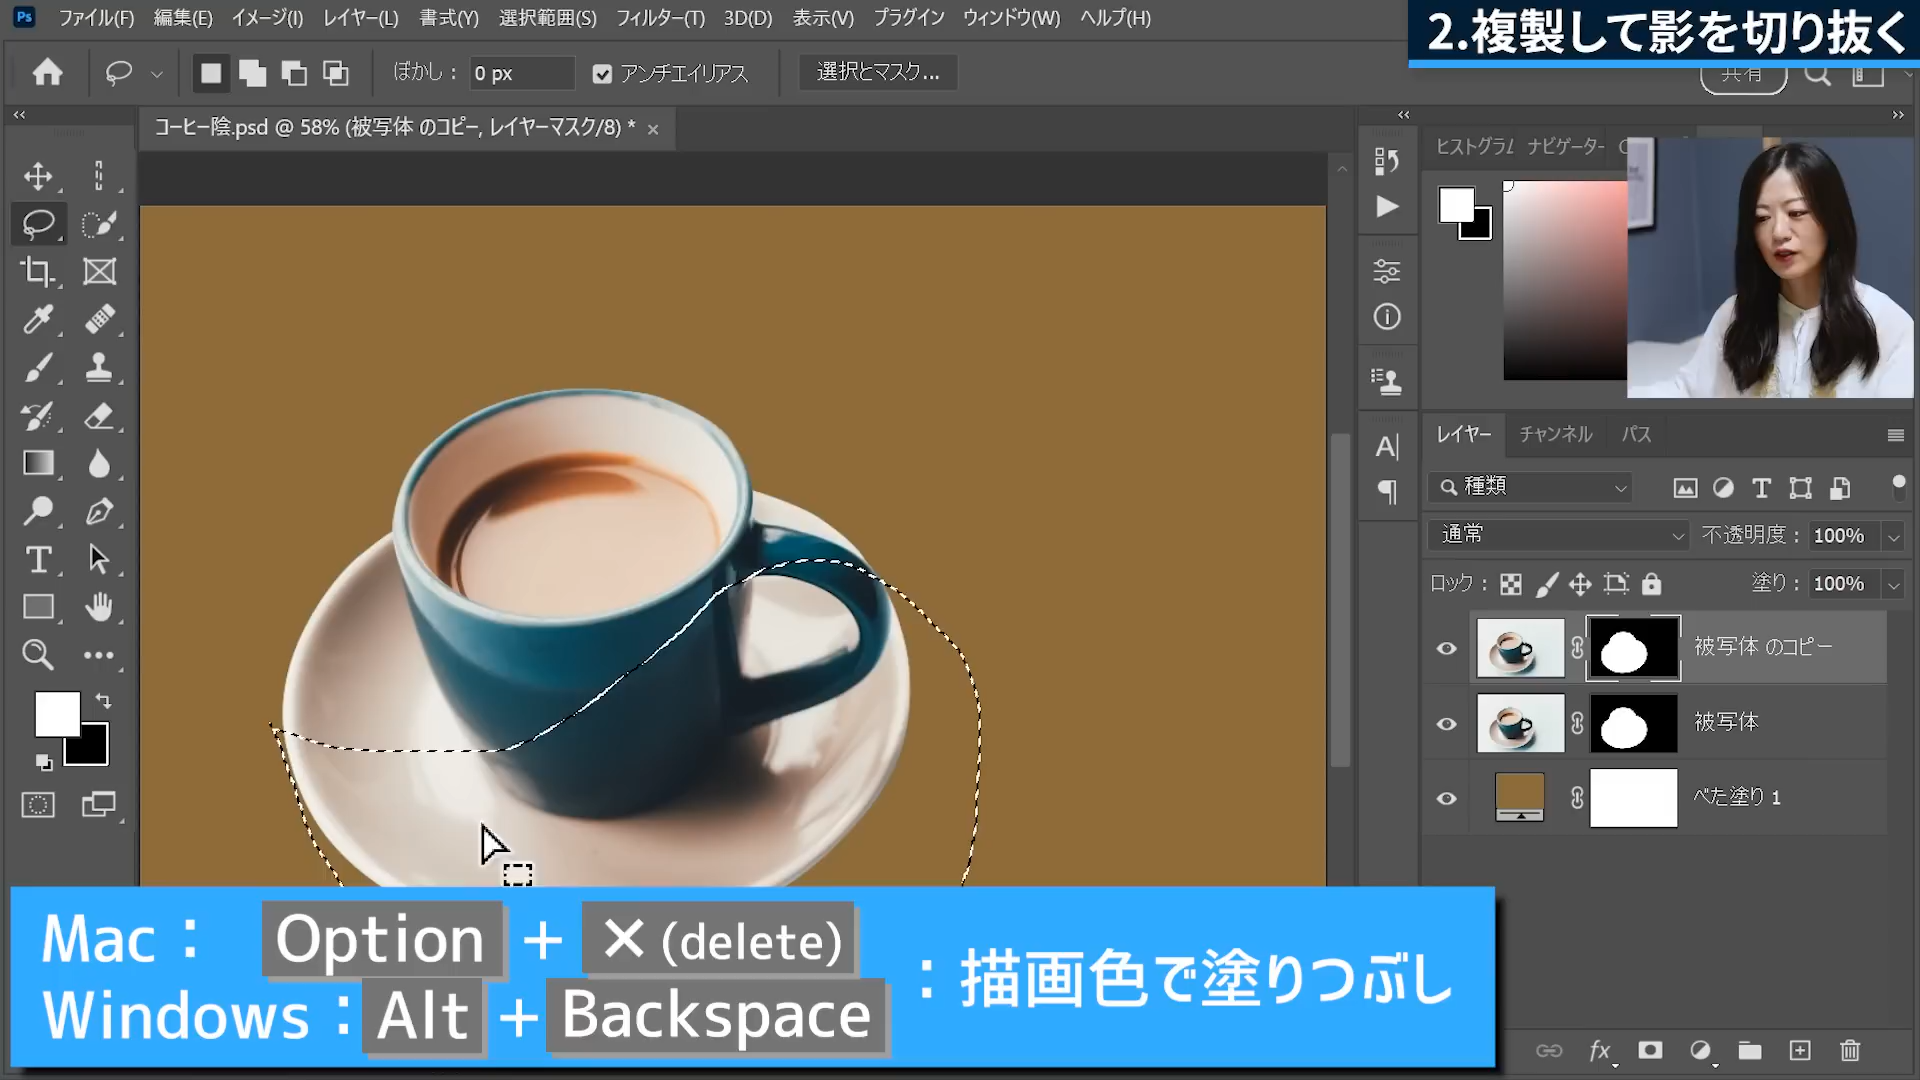 Ps ファイル(F) 編集(E) イメージ(I) レイヤー(L) 書式(Y) 選択範囲(S) フィルター(T) 3D(D) 表示(V) プラグイン ウィンドウ(W) ヘルプ(H)
2.複製して影を切り抜く
ぼかし : 0 px アンチエイリアス 選択とマスク...
共有
コーヒー陰.psd @ 58% (被写体 のコピー, レイヤーマスク/8) * ×
ヒストグラム ナビゲーター
レイヤー チャンネル パス
種類
通常 不透明度 : 100%
ロック : 塗り : 100%
被写体 のコピー
被写体
べた塗り 1
Mac： Option + ✕ (delete)
Windows：Alt + Backspace
：描画色で塗りつぶし
fx